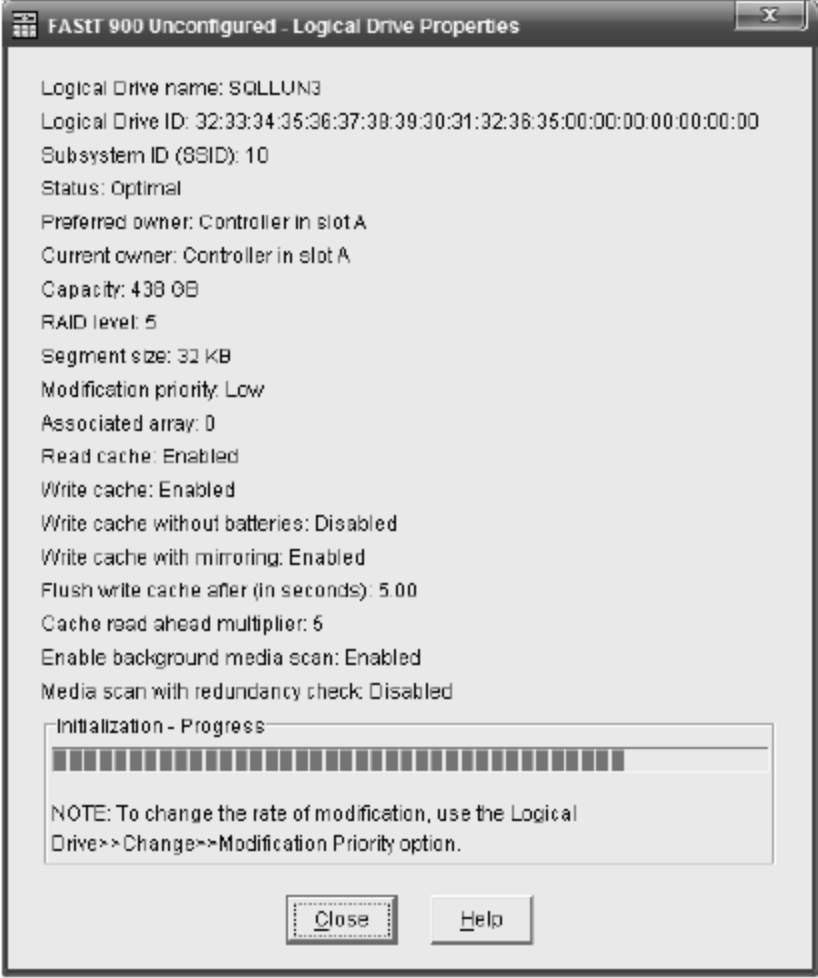 FAStT 900 Unconfigured - Logical Drive Properties
x
Logical Drive name: SQLLUN3
Logical Drive ID: 32:33:34:35:36:37:38:39:30:31:32:36:35:00:00:00:00:00:00:00
Subsystem ID (SSID): 10
Status: Optimal
Preferred owner: Controller in slot A
Current owner: Controller in slot A
Capacity: 438 GB
RAID level: 5
Segment size: 32 KB
Modification priority: Low
Associated array: 0
Read cache: Enabled
Write cache: Enabled
Write cache without batteries: Disabled
Write cache with mirroring: Enabled
Flush write cache after (in seconds): 5.00
Cache read ahead multiplier: 5
Enable background media scan: Enabled
Media scan with redundancy check: Disabled
Initialization - Progress
NOTE: To change the rate of modification, use the Logical
Drive>>Change>>Modification Priority option.
Close
Help